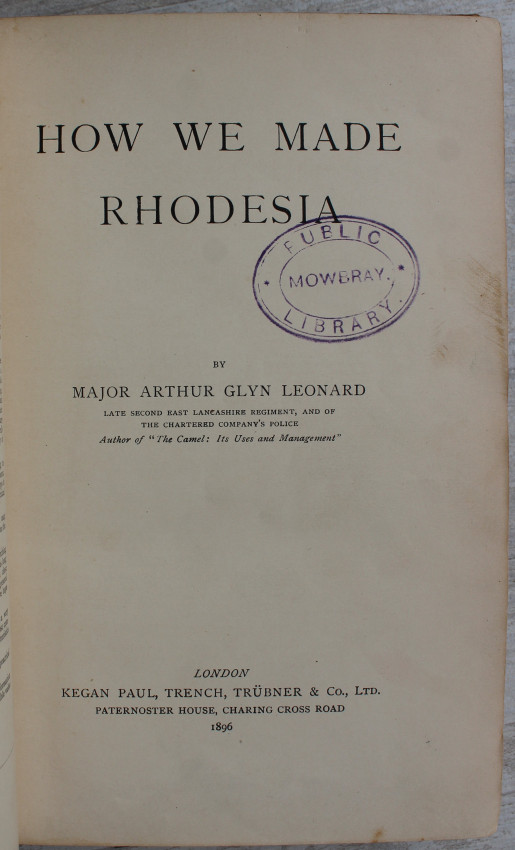 HOW WE MADE
RHODESIA
PUBLIC
MOWBRAY.
LIBRARY.
BY
MAJOR ARTHUR GLYN LEONARD
LATE SECOND EAST LANCASHIRE REGIMENT, AND OF
THE CHARTERED COMPANY'S POLICE
Author of "The Camel: Its Uses and Management"
LONDON
KEGAN PAUL, TRENCH, TRÜBNER & Co., LTD.
PATERNOSTER HOUSE, CHARING CROSS ROAD
1896